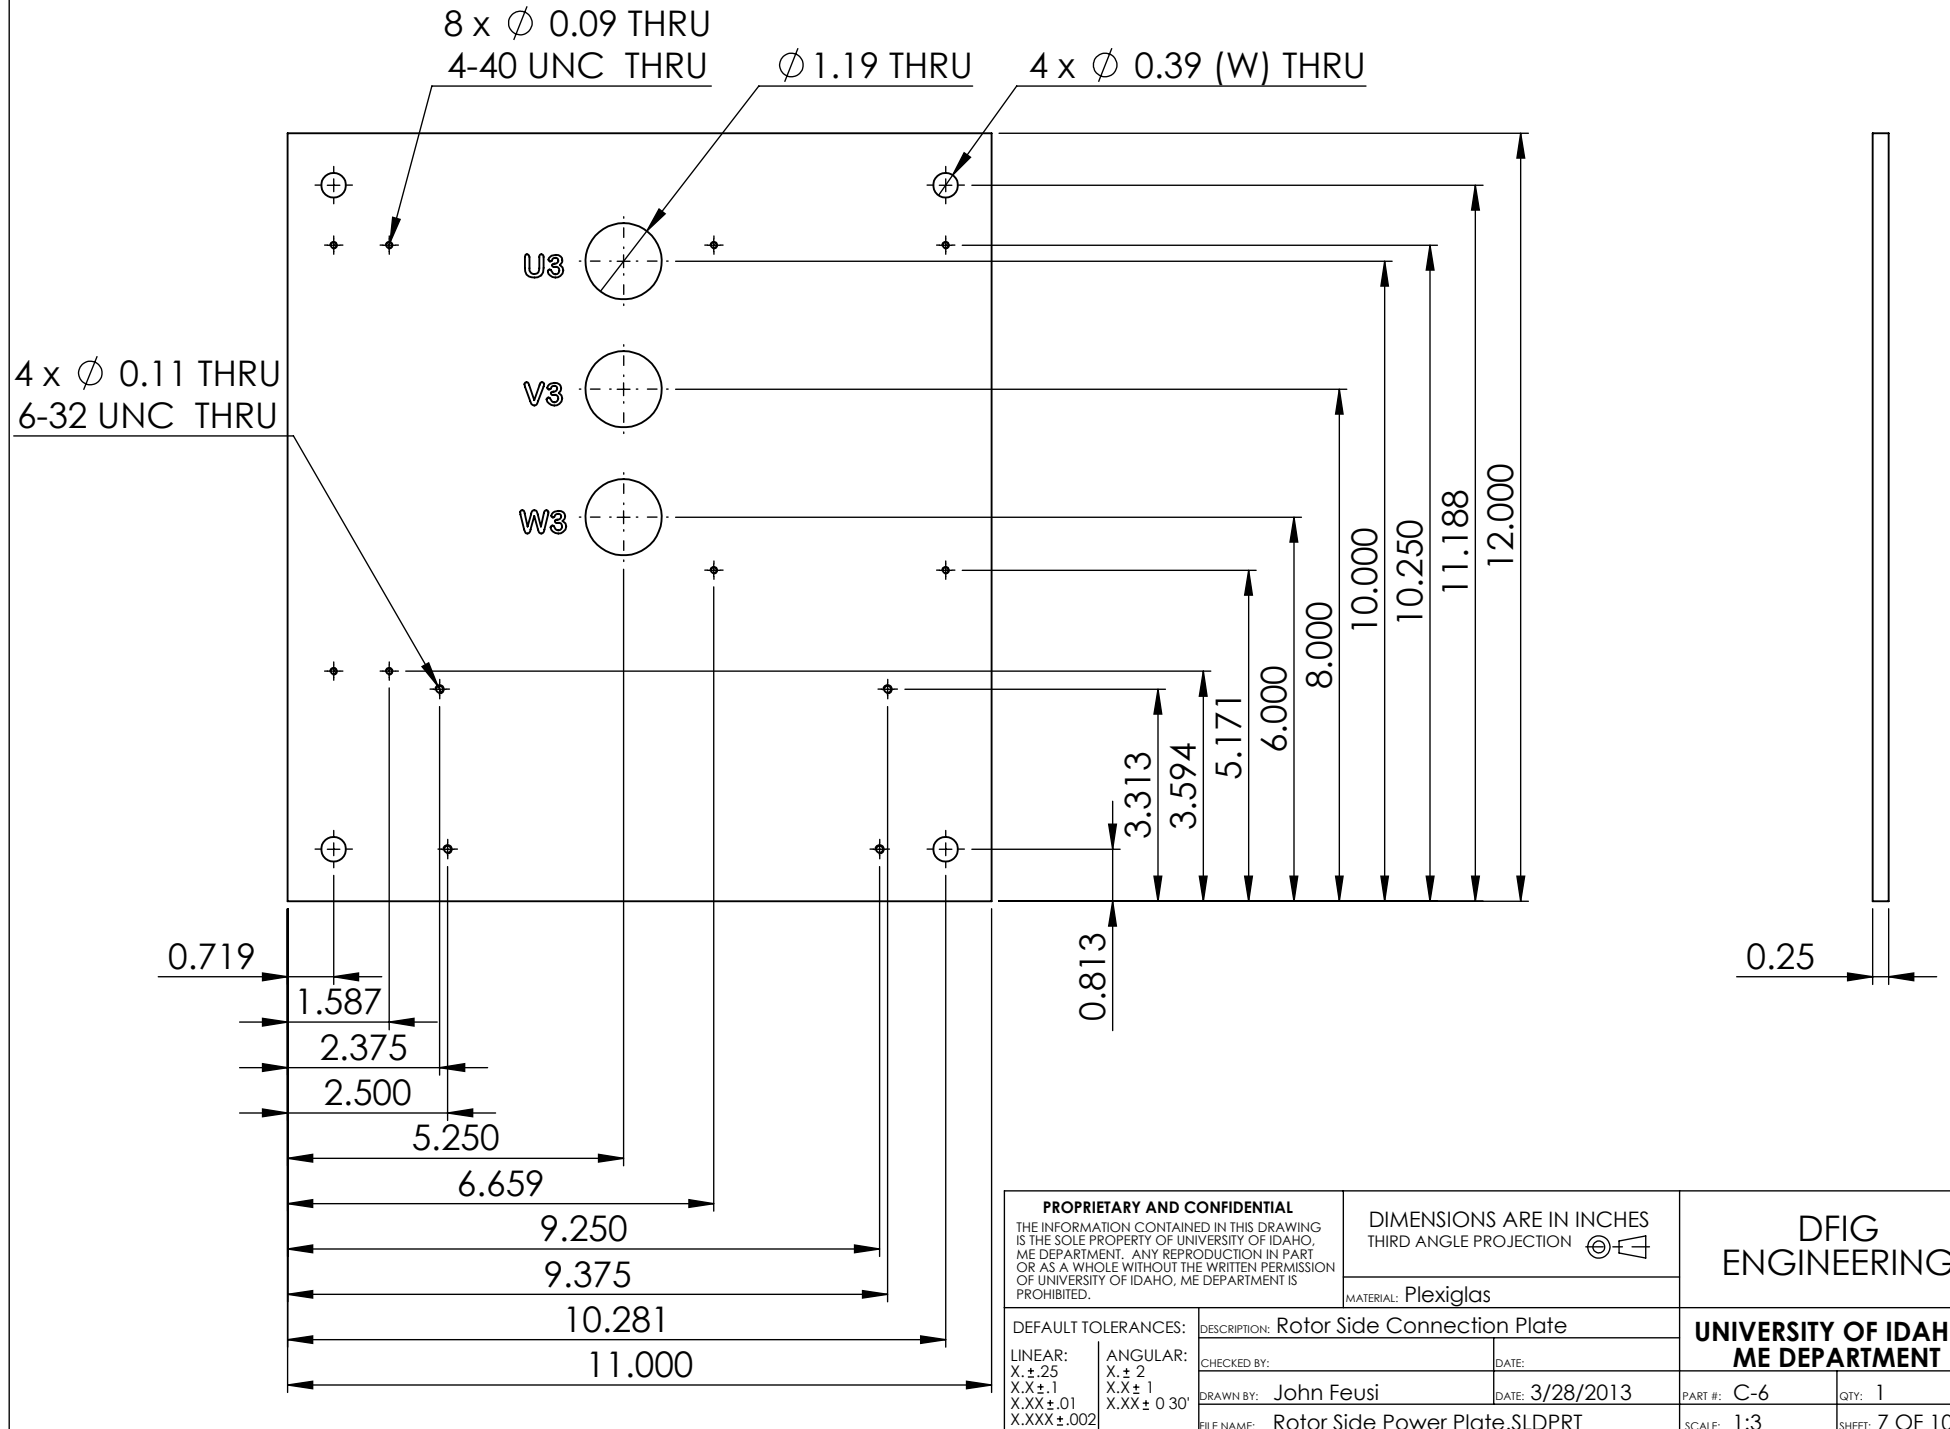 8 x ∅ 0.09 THRU
4-40 UNC THRU
∅1.19 THRU
4 x ∅ 0.39 (W) THRU
U3
V3
W3
4 x ∅ 0.11 THRU
6-32 UNC THRU
3.313
3.594
5.171
6.000
8.000
10.000
10.250
11.188
12.000
0.813
0.25
0.719
1.587
2.375
2.500
5.250
6.659
9.250
9.375
10.281
11.000
PROPRIETARY AND CONFIDENTIAL
THE INFORMATION CONTAINED IN THIS DRAWING
IS THE SOLE PROPERTY OF UNIVERSITY OF IDAHO,
ME DEPARTMENT. ANY REPRODUCTION IN PART
OR AS A WHOLE WITHOUT THE WRITTEN PERMISSION
OF UNIVERSITY OF IDAHO, ME DEPARTMENT IS
PROHIBITED.
DIMENSIONS ARE IN INCHES
THIRD ANGLE PROJECTION
MATERIAL: Plexiglas
DFIG
ENGINEERING
DEFAULT TOLERANCES:
LINEAR:
X.±.25
X.X±.1
X.XX±.01
X.XXX±.002
ANGULAR:
X.± 2
X.X± 1
X.XX± 0 30'
DESCRIPTION: Rotor Side Connection Plate
CHECKED BY:
DATE:
DRAWN BY: John Feusi
DATE: 3/28/2013
FILE NAME: Rotor Side Power Plate.SLDPRT
UNIVERSITY OF IDAH
ME DEPARTMENT
PART #: C-6
QTY: 1
SCALE: 1:3
SHEET: 7 OF 10